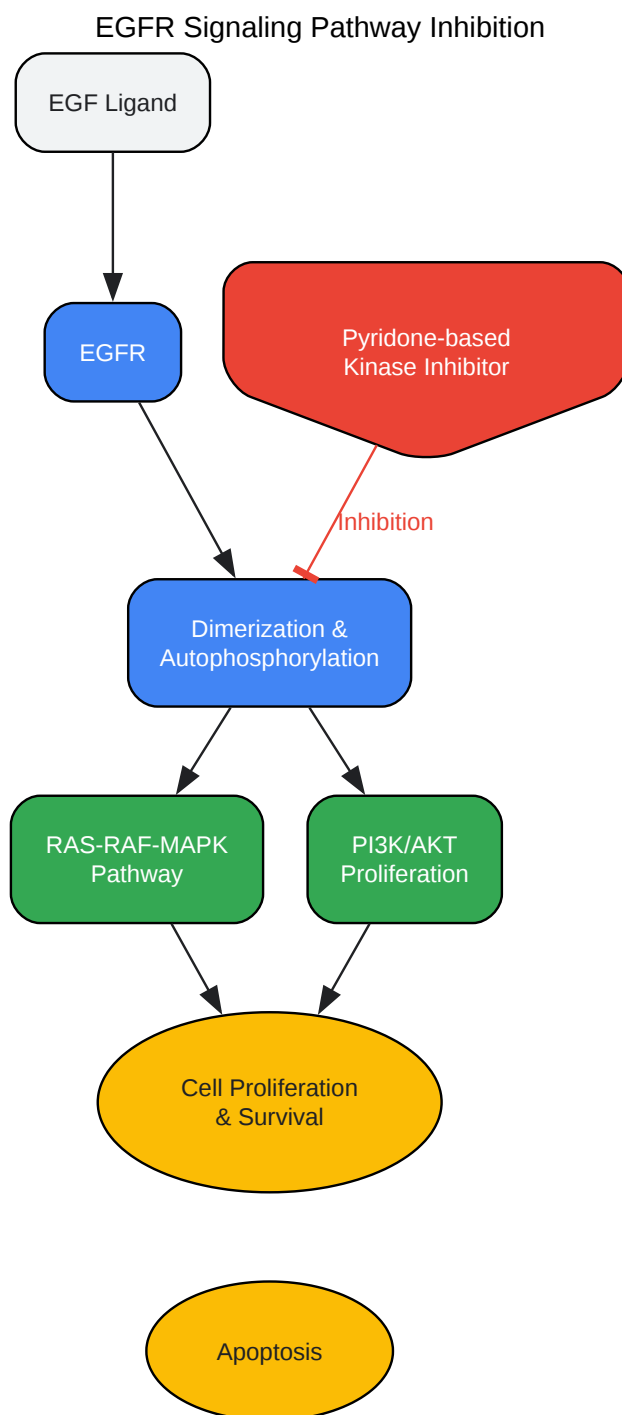 EGFR Signaling Pathway Inhibition
EGF Ligand
EGFR
Pyridone-based
Kinase Inhibitor
Inhibition
Dimerization &
Autophosphorylation
RAS-RAF-MAPK
Pathway
PI3K/AKT
Proliferation
Cell Proliferation
& Survival
Apoptosis